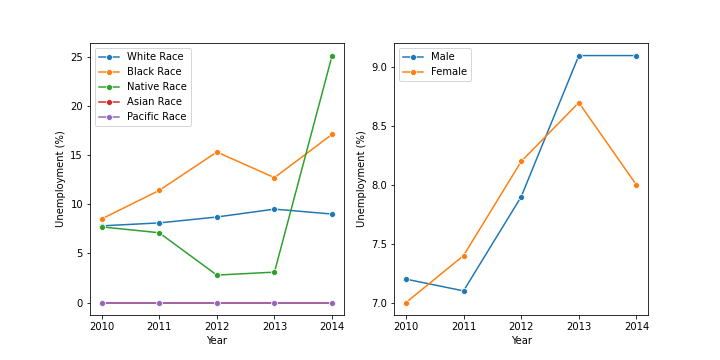 25
20
15
10
5
0
Unemployment (%)
White Race
Black Race
Native Race
Asian Race
Pacific Race
2010 2011 2012 2013 2014
Year
9.0
8.5
8.0
7.5
7.0
Unemployment (%)
Male
Female
2010 2011 2012 2013 2014
Year